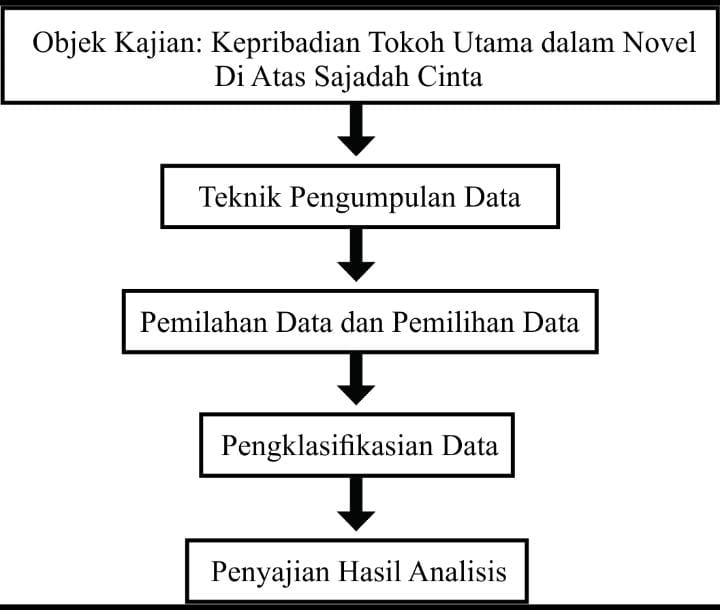 Objek Kajian: Kepribadian Tokoh Utama dalam Novel
Di Atas Sajadah Cinta
Teknik Pengumpulan Data
Pemilahan Data dan Pemilihan Data
Pengklasifikasian Data
Penyajian Hasil Analisis